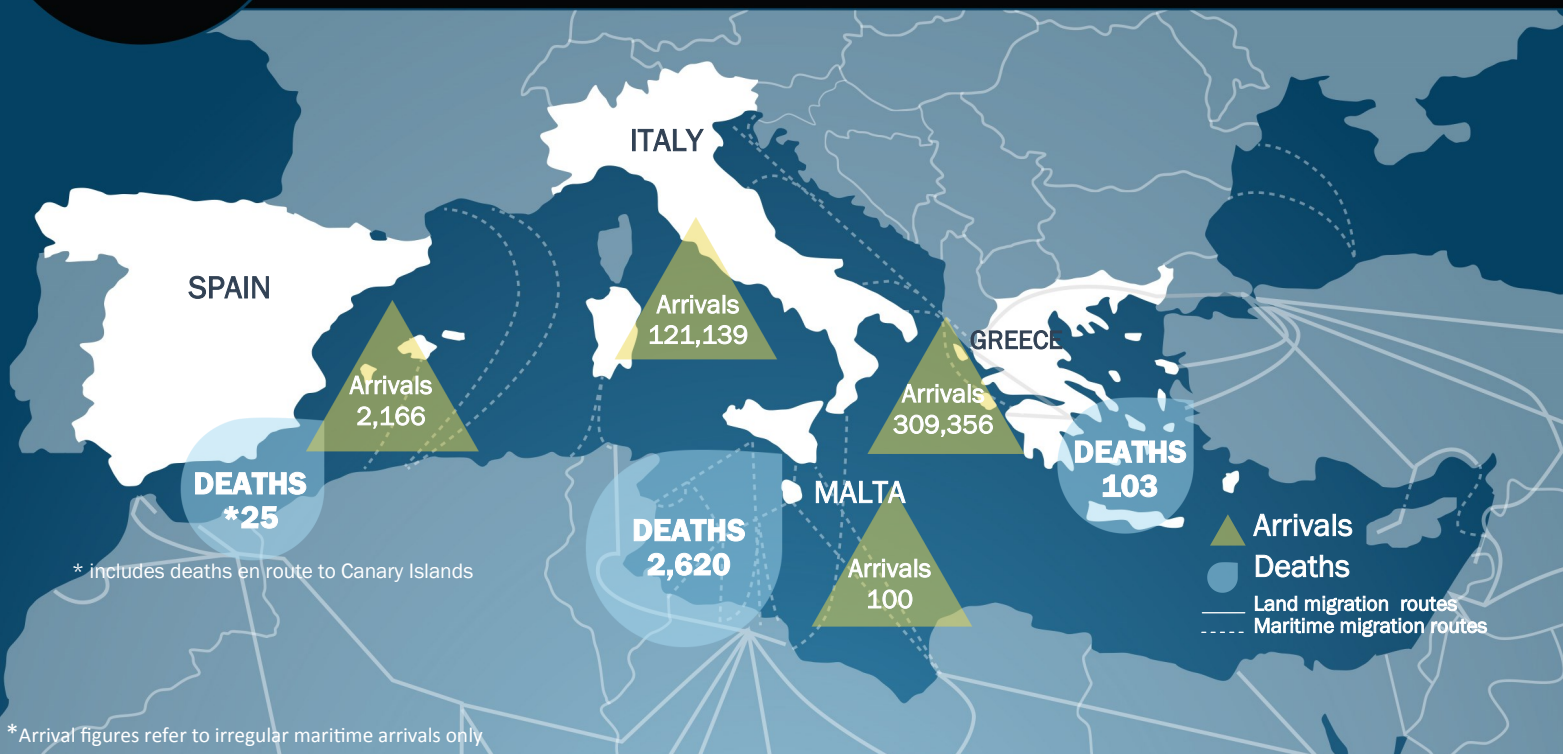 ITALY
SPAIN
Arrivals
121,139
GREECE
Arrivals
2,166
Arrivals
309,356
DEATHS
*25
DEATHS
103
MALTA
DEATHS
2,620
Arrivals
100
* includes deaths en route to Canary Islands
Arrivals
Deaths
Land migration routes
Maritime migration routes
*Arrival figures refer to irregular maritime arrivals only